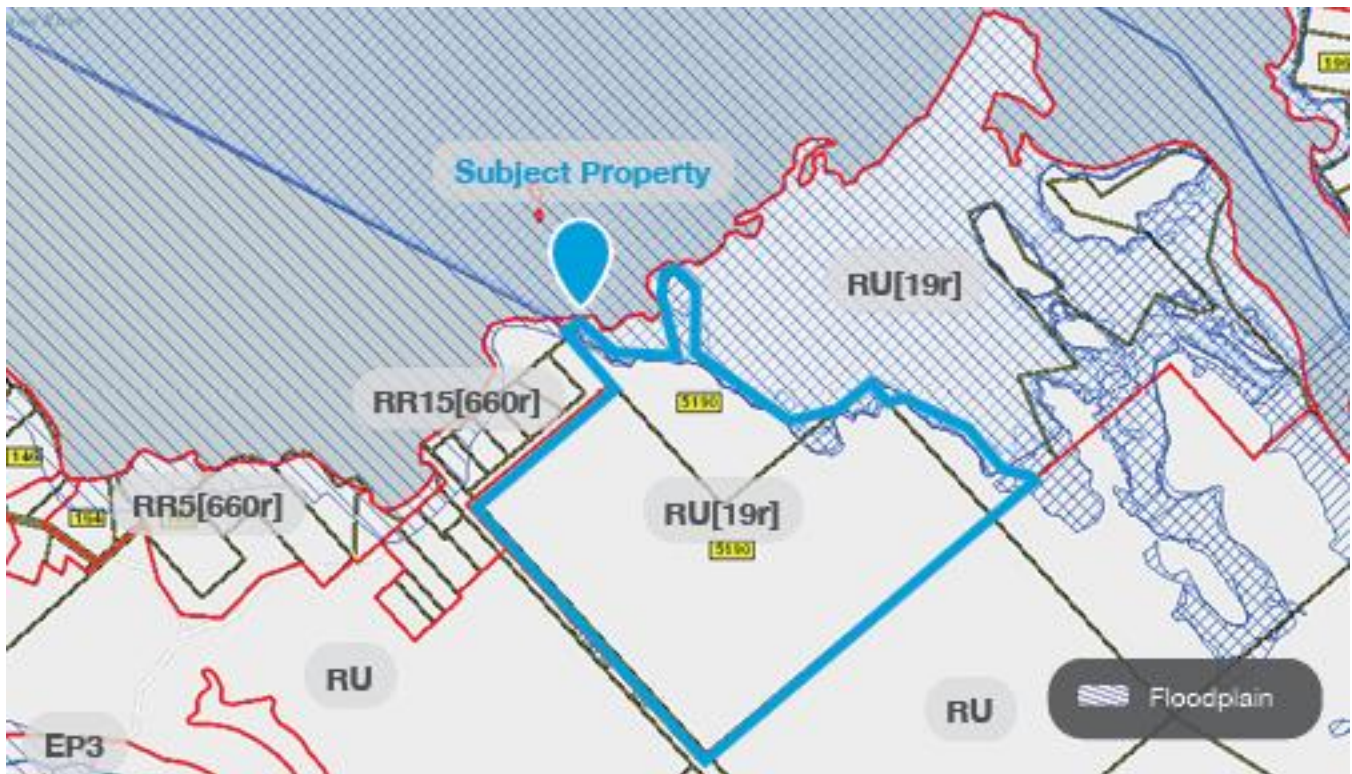 Subject Property
RU[19r]
RR15[660r]
5190
RR5[660r]
RU[19r]
5190
RU
RU
Floodplain
EP3